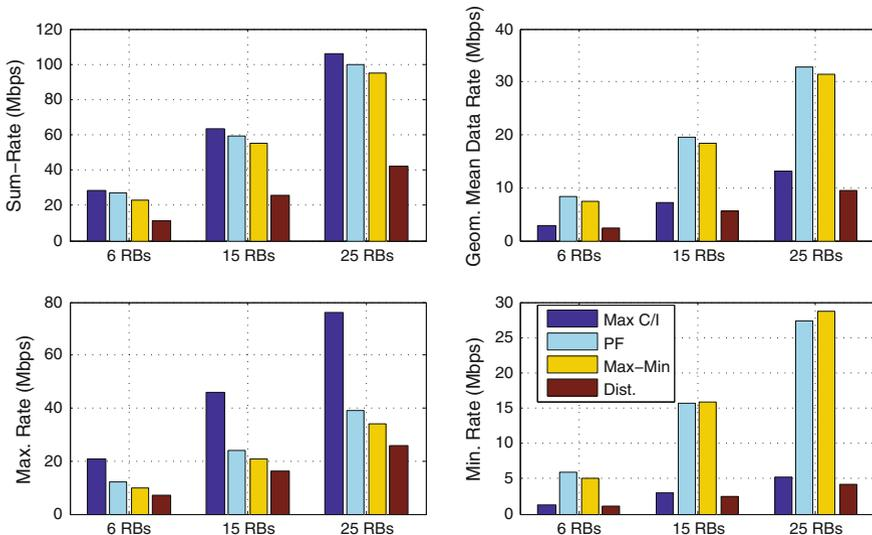 Sum−Rate (Mbps)
120
100
80
60
40
20
0
6 RBs 15 RBs 25 RBs
Geom. Mean Data Rate (Mbps)
40
30
20
10
0
6 RBs 15 RBs 25 RBs
Max. Rate (Mbps)
80
60
40
20
0
6 RBs 15 RBs 25 RBs
Min. Rate (Mbps)
30
25
20
15
10
5
0
6 RBs 15 RBs 25 RBs
Max C/I
PF
Max−Min
Dist.